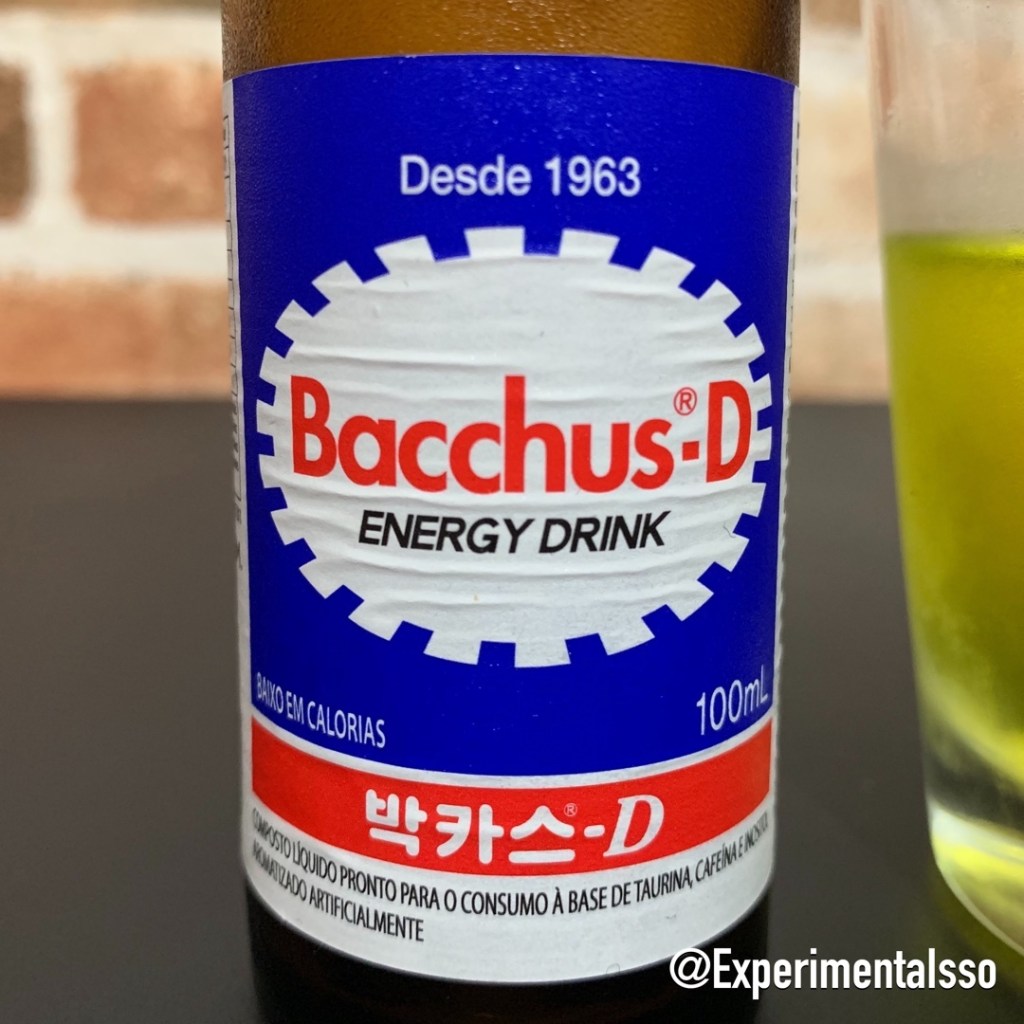 Desde 1963
Bacchus®-D
ENERGY DRINK
BAIXO EM CALORIAS
100mL
박카스®-D
COMPOSTO LÍQUIDO PRONTO PARA O CONSUMO À BASE DE TAURINA, CAFEÍNA E INOSITOL
AROMATIZADO ARTIFICIALMENTE
@Experimentalsso